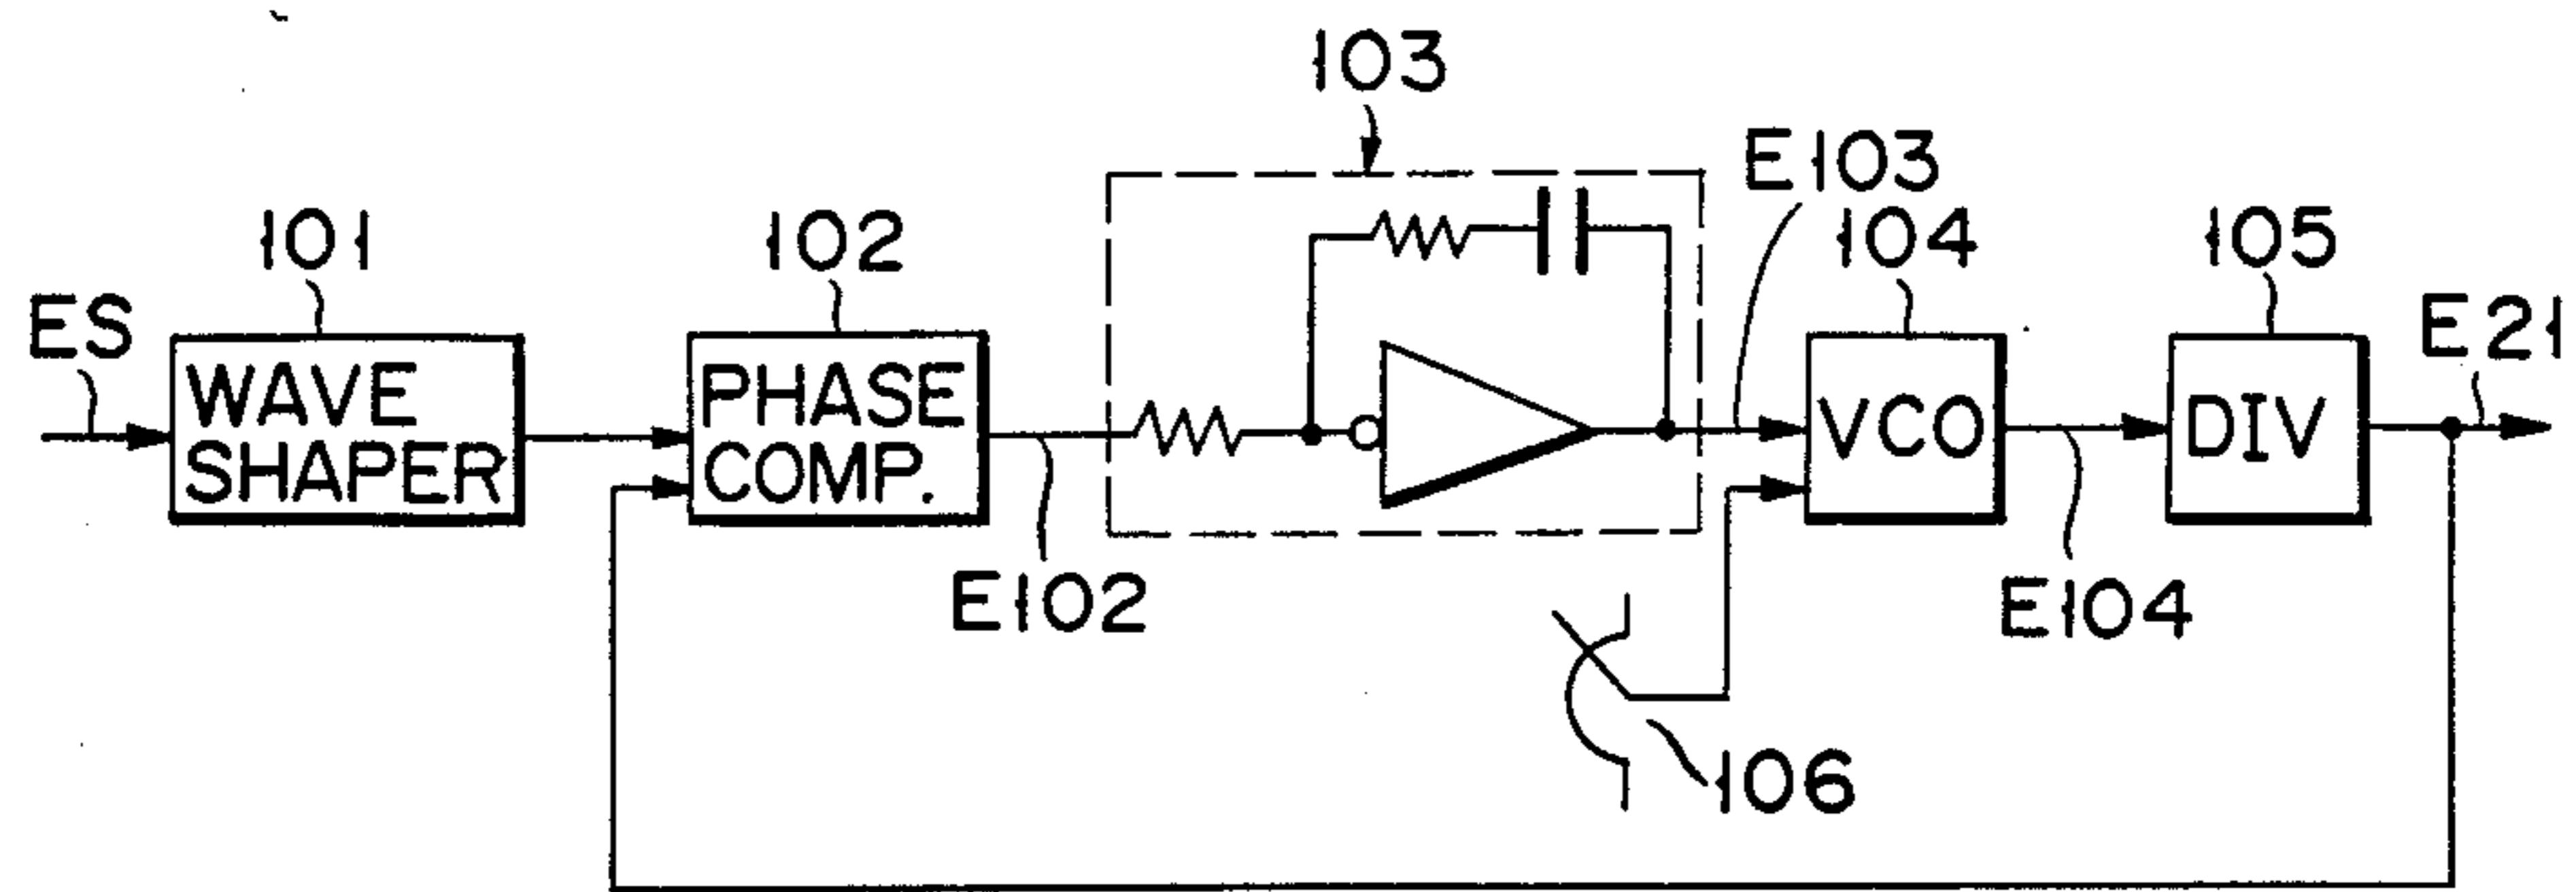 103
E103
101
102
104
105
ES
E21
WAVE
SHAPER
PHASE
COMP.
VCO
DIV
E102
E104
106